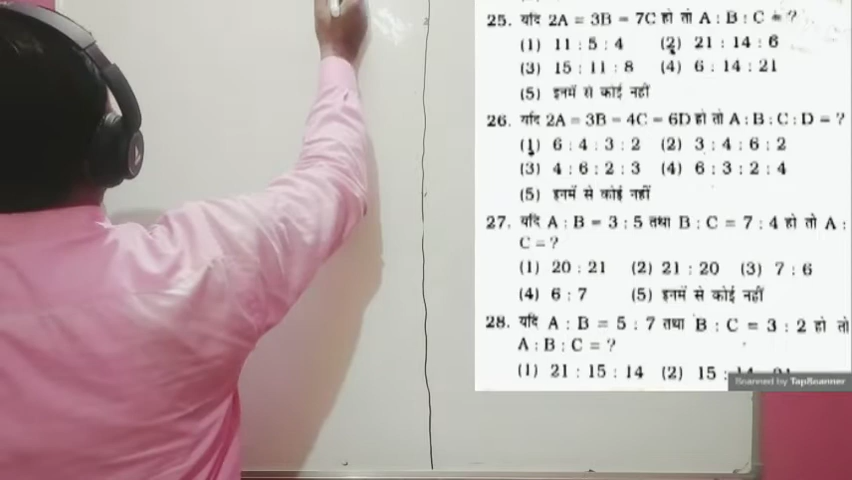 25. यदि 2A = 3B = 7C हो तो A : B : C = ?
(1) 11 : 5 : 4 (2) 21 : 14 : 6
(3) 15 : 11 : 8 (4) 6 : 14 : 21
(5) इनमें से कोई नहीं
26. यदि 2A = 3B = 4C = 6D हो तो A : B : C : D = ?
(1) 6 : 4 : 3 : 2 (2) 3 : 4 : 6 : 2
(3) 4 : 6 : 2 : 3 (4) 6 : 3 : 2 : 4
(5) इनमें से कोई नहीं
27. यदि A : B = 3 : 5 तथा B : C = 7 : 4 हो तो A :
C = ?
(1) 20 : 21 (2) 21 : 20 (3) 7 : 6
(4) 6 : 7 (5) इनमें से कोई नहीं
28. यदि A : B = 5 : 7 तथा B : C = 3 : 2 हो तो
A : B : C = ?
(1) 21 : 15 : 14 (2) 15 :
Scanned by TapScanner